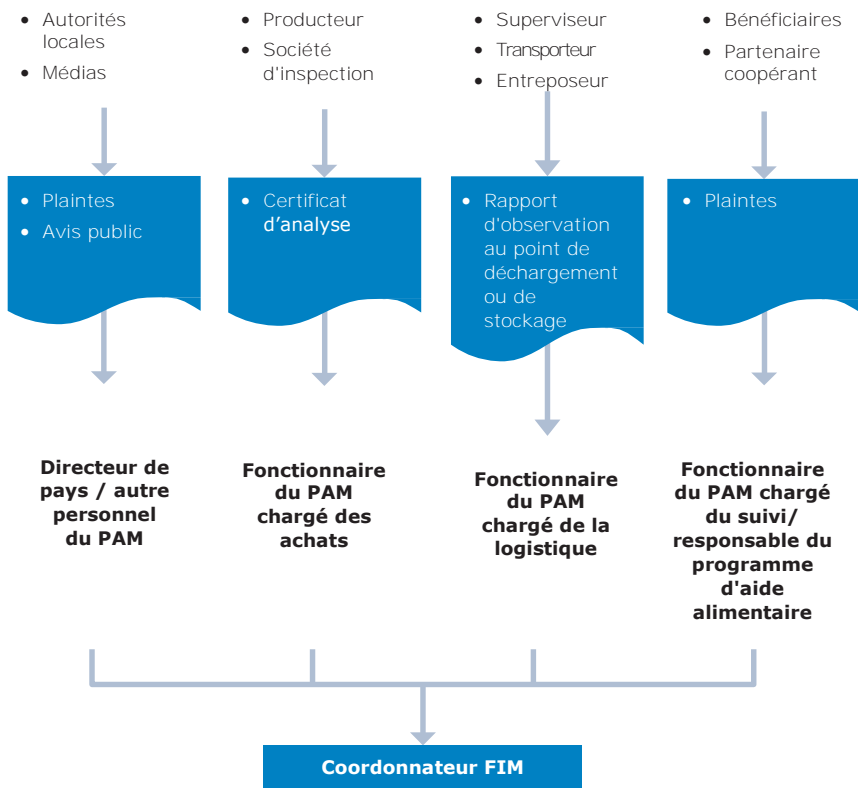 • Autorités
locales
• Médias
• Producteur
• Société
d'inspection
• Superviseur
• Transporteur
• Entreposeur
• Bénéficiaires
• Partenaire
coopérant
• Plaintes
• Avis public
• Certificat
d’analyse
• Rapport
d'observation
au point de
déchargement
ou de
stockage
• Plaintes
Directeur de
pays / autre
personnel
du PAM
Fonctionnaire
du PAM
chargé des
achats
Fonctionnaire
du PAM
chargé de la
logistique
Fonctionnaire
du PAM chargé
du suivi/
responsable du
programme
d'aide
alimentaire
Coordonnateur FIM